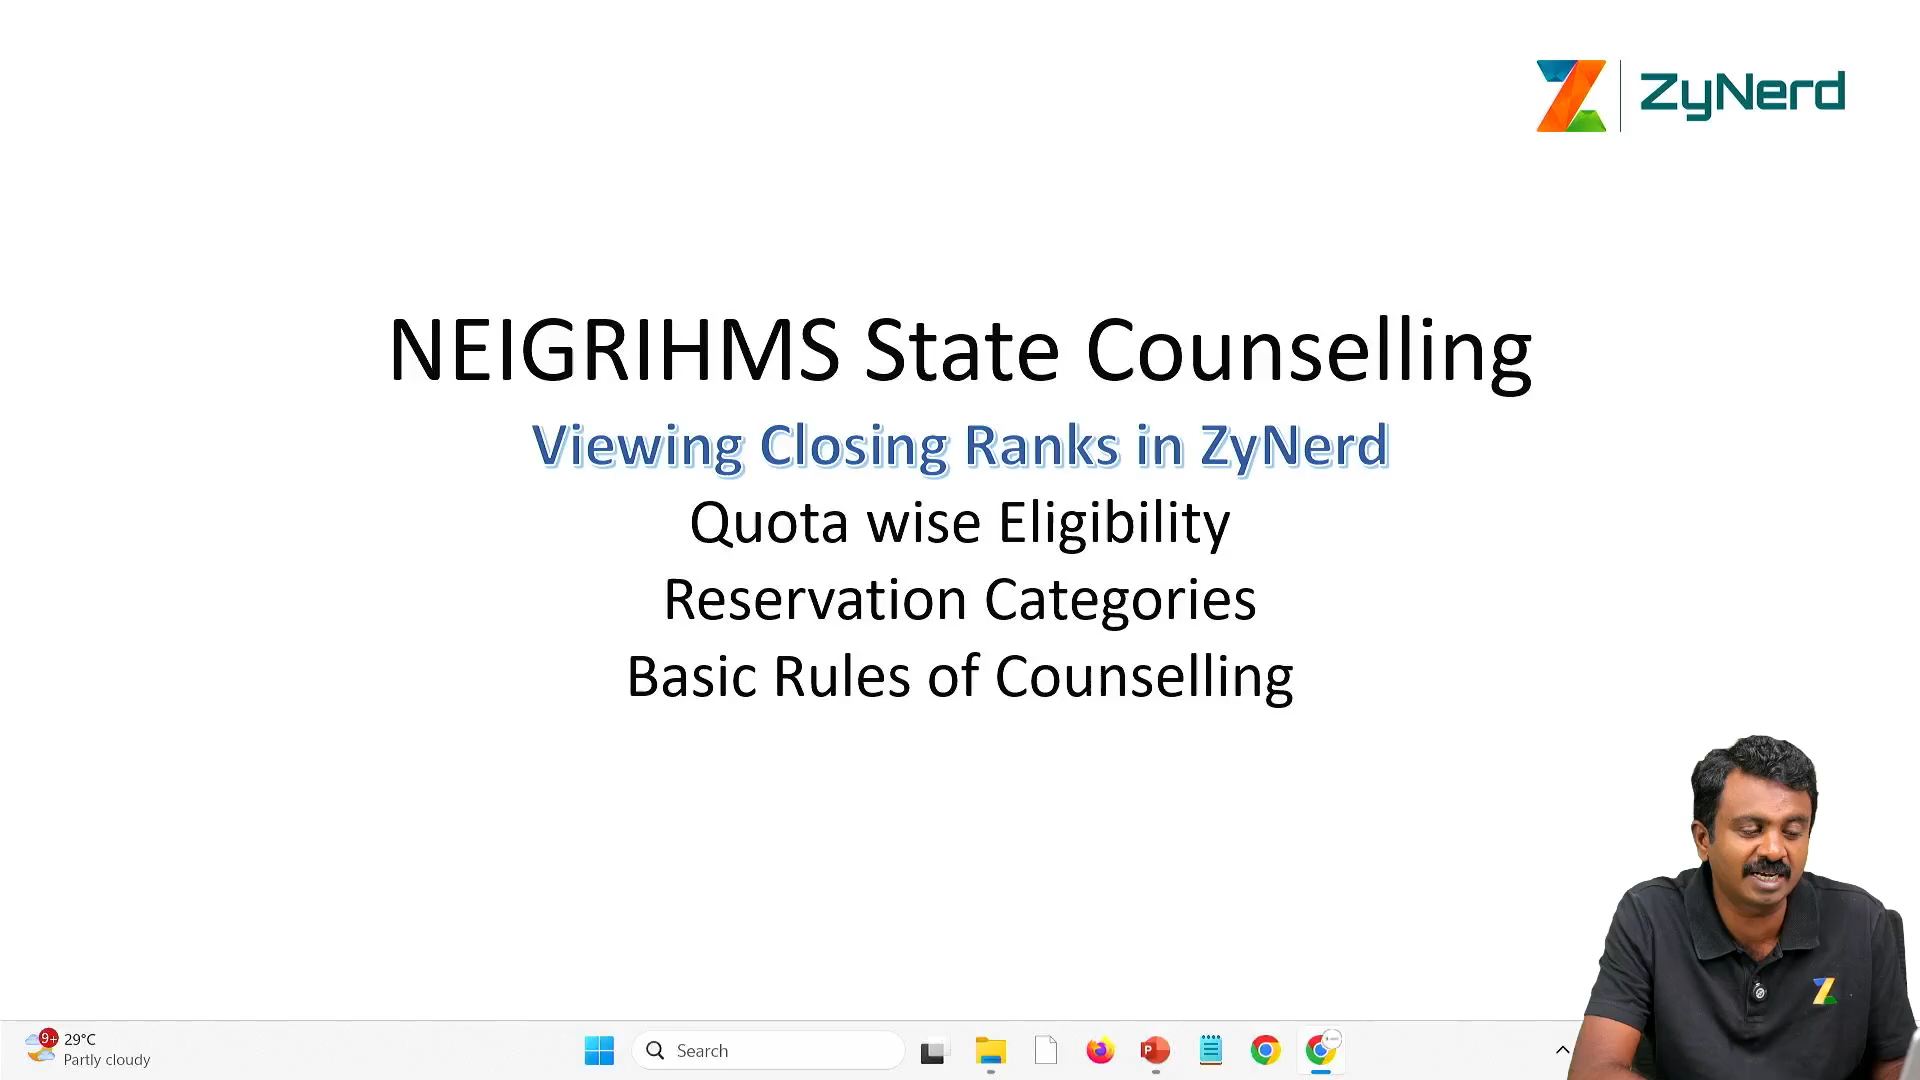 ZyNerd
NEIGRIHMS State Counselling
Viewing Closing Ranks in ZyNerd
Quota wise Eligibility
Reservation Categories
Basic Rules of Counselling
9+
29°C
Partly cloudy
Search